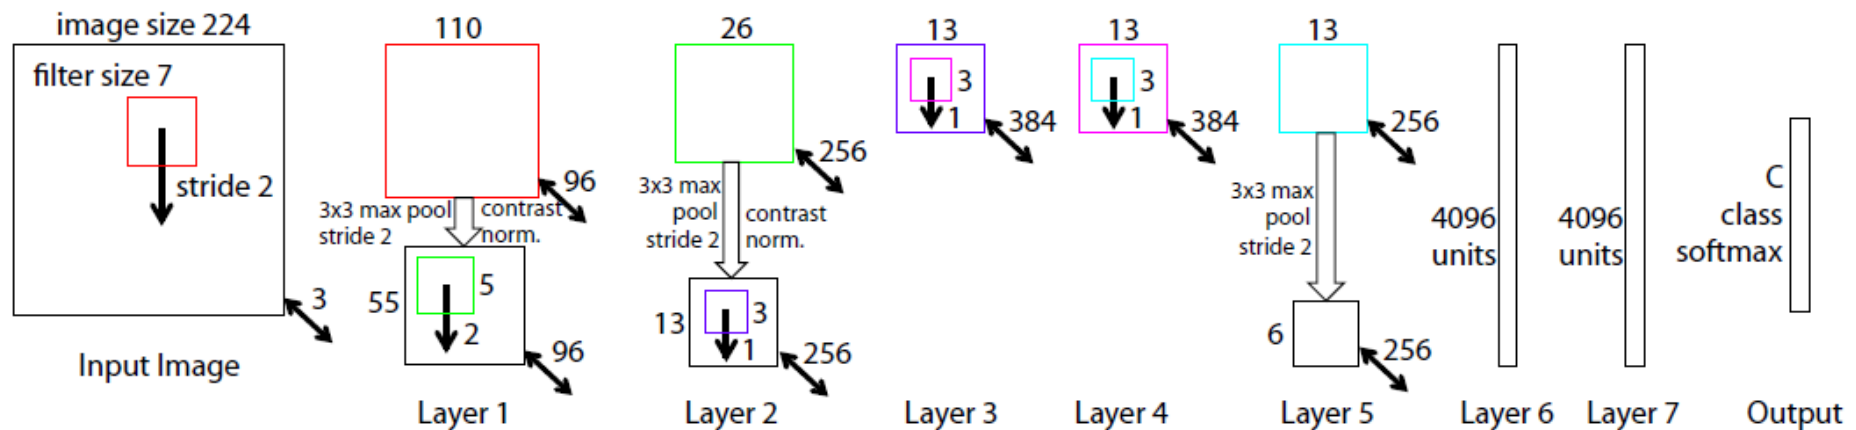 image size 224
filter size 7
stride 2
3
Input Image
110
96
3x3 max pool
stride 2
contrast
norm.
55
5
2
96
Layer 1
26
256
3x3 max
pool
stride 2
contrast
norm.
13
3
1
256
Layer 2
13
3
1
384
Layer 3
13
3
1
384
Layer 4
13
256
3x3 max
pool
stride 2
6
256
Layer 5
4096
units
Layer 6
4096
units
Layer 7
C
class
softmax
Output